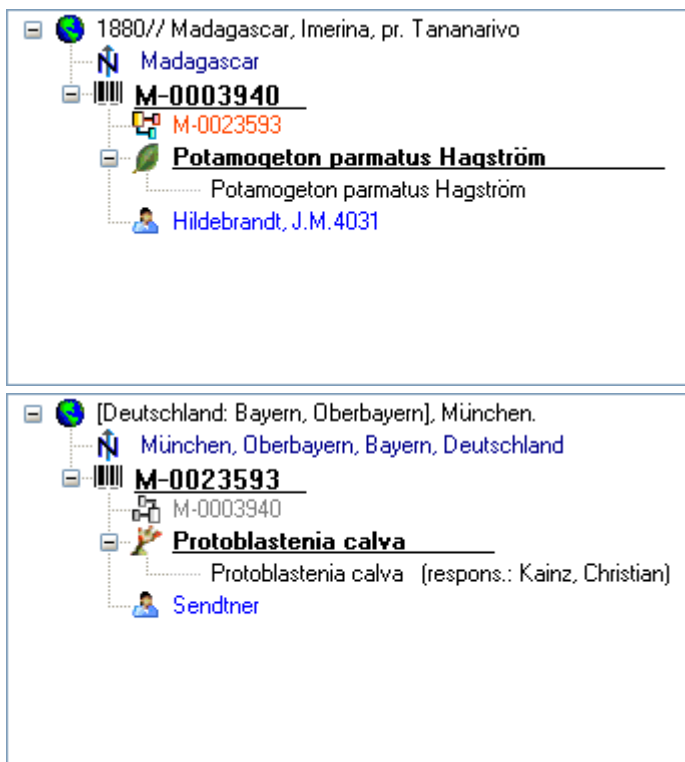 1880// Madagascar, Imerina, pr. Tananarivo
Madagascar
M-0003940
M-0023593
Potamogeton parmatus Hagström
Potamogeton parmatus Hagström
Hildebrandt, J.M.4031
[Deutschland: Bayern, Oberbayern], München.
München, Oberbayern, Bayern, Deutschland
M-0023593
M-0003940
Protoblastenia calva
Protoblastenia calva (respons.: Kainz, Christian)
Sendtner